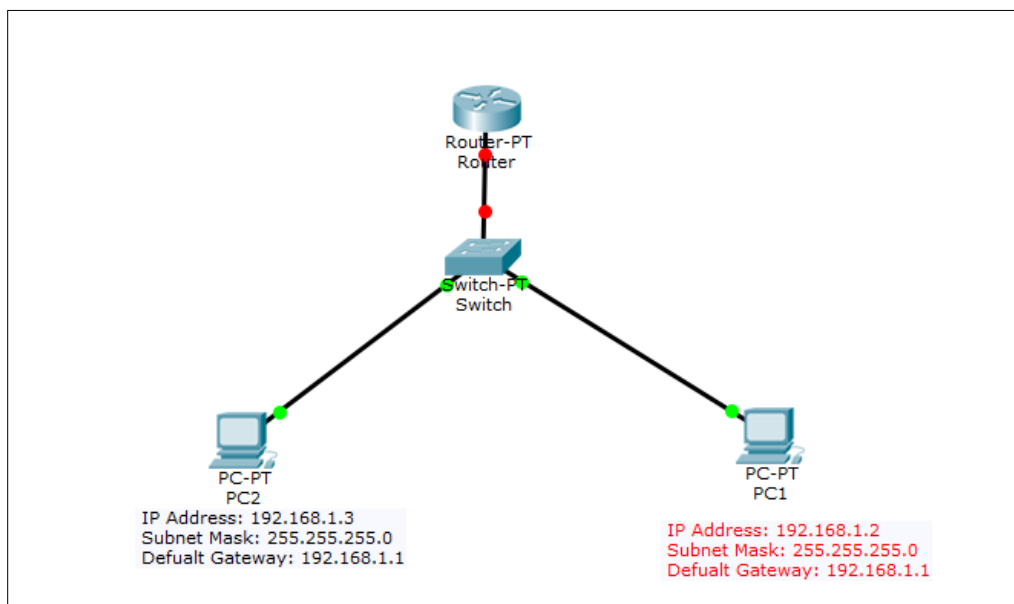 Router-PT
Router
Switch-PT
Switch
PC-PT
PC2
IP Address: 192.168.1.3
Subnet Mask: 255.255.255.0
Defualt Gateway: 192.168.1.1
PC-PT
PC1
IP Address: 192.168.1.2
Subnet Mask: 255.255.255.0
Defualt Gateway: 192.168.1.1